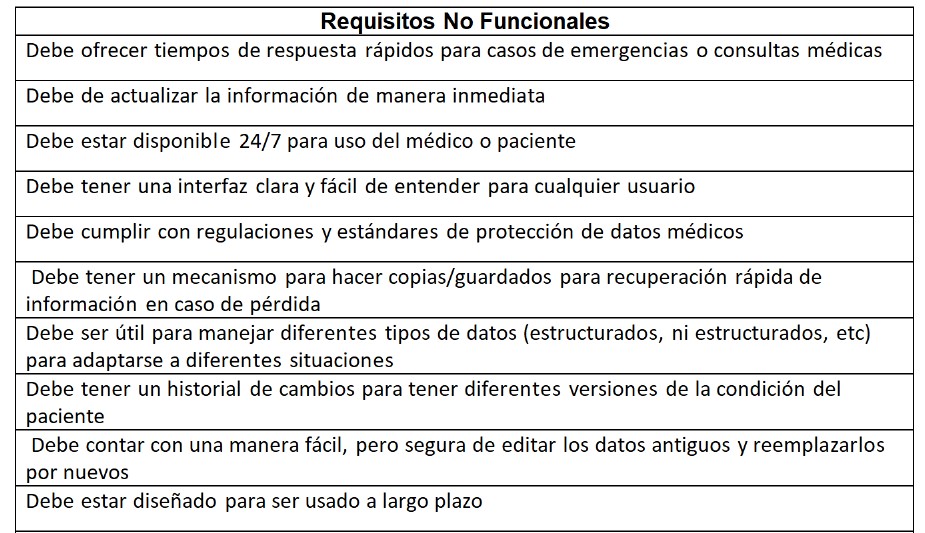 Requisitos No Funcionales
Debe ofrecer tiempos de respuesta rápidos para casos de emergencias o consultas médicas
Debe de actualizar la información de manera inmediata
Debe estar disponible 24/7 para uso del médico o paciente
Debe tener una interfaz clara y fácil de entender para cualquier usuario
Debe cumplir con regulaciones y estándares de protección de datos médicos
Debe tener un mecanismo para hacer copias/guardados para recuperación rápida de
información en caso de pérdida
Debe ser útil para manejar diferentes tipos de datos (estructurados, ni estructurados, etc)
para adaptarse a diferentes situaciones
Debe tener un historial de cambios para tener diferentes versiones de la condición del
paciente
Debe contar con una manera fácil, pero segura de editar los datos antiguos y reemplazarlos
por nuevos
Debe estar diseñado para ser usado a largo plazo